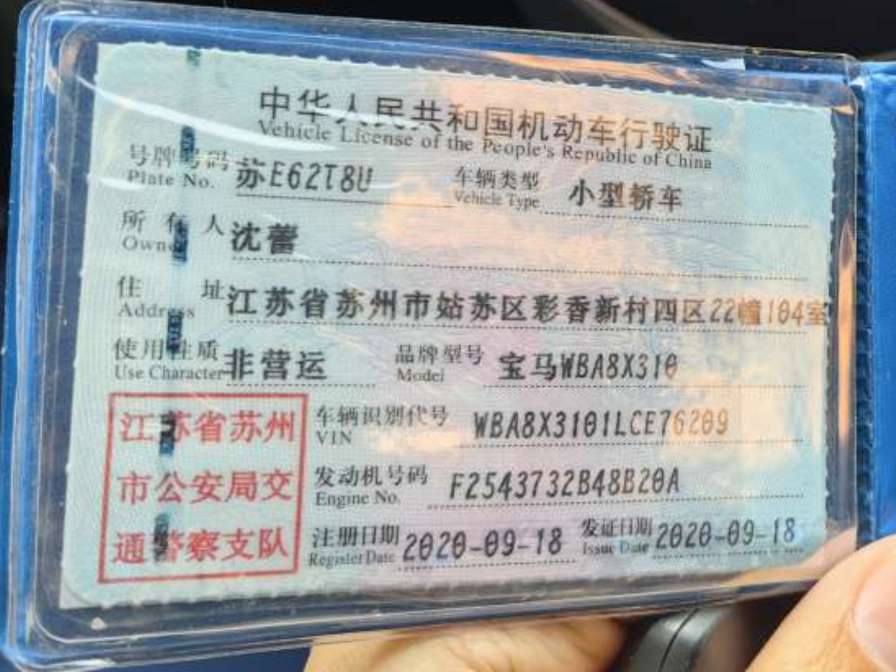 中华人民共和国机动车行驶证
Vehicle License of the People's Republic of China
号牌号码 苏E62T8U 车辆类型 小型轿车
Plate No. Vehicle Type
所有人 沈蕾
Owner
住址 江苏省苏州市姑苏区彩香新村四区22幢104室
Address
使用性质 非营运 品牌型号 宝马WBA8X310
Use Character Model
江苏省苏州 车辆识别代号 WBA8X3101LCE76209
VIN
市公安局交 发动机号码 F2543732B48B20A
Engine No.
通警察支队 注册日期 2020-09-18 发证日期 2020-09-18
Register Date Issue Date